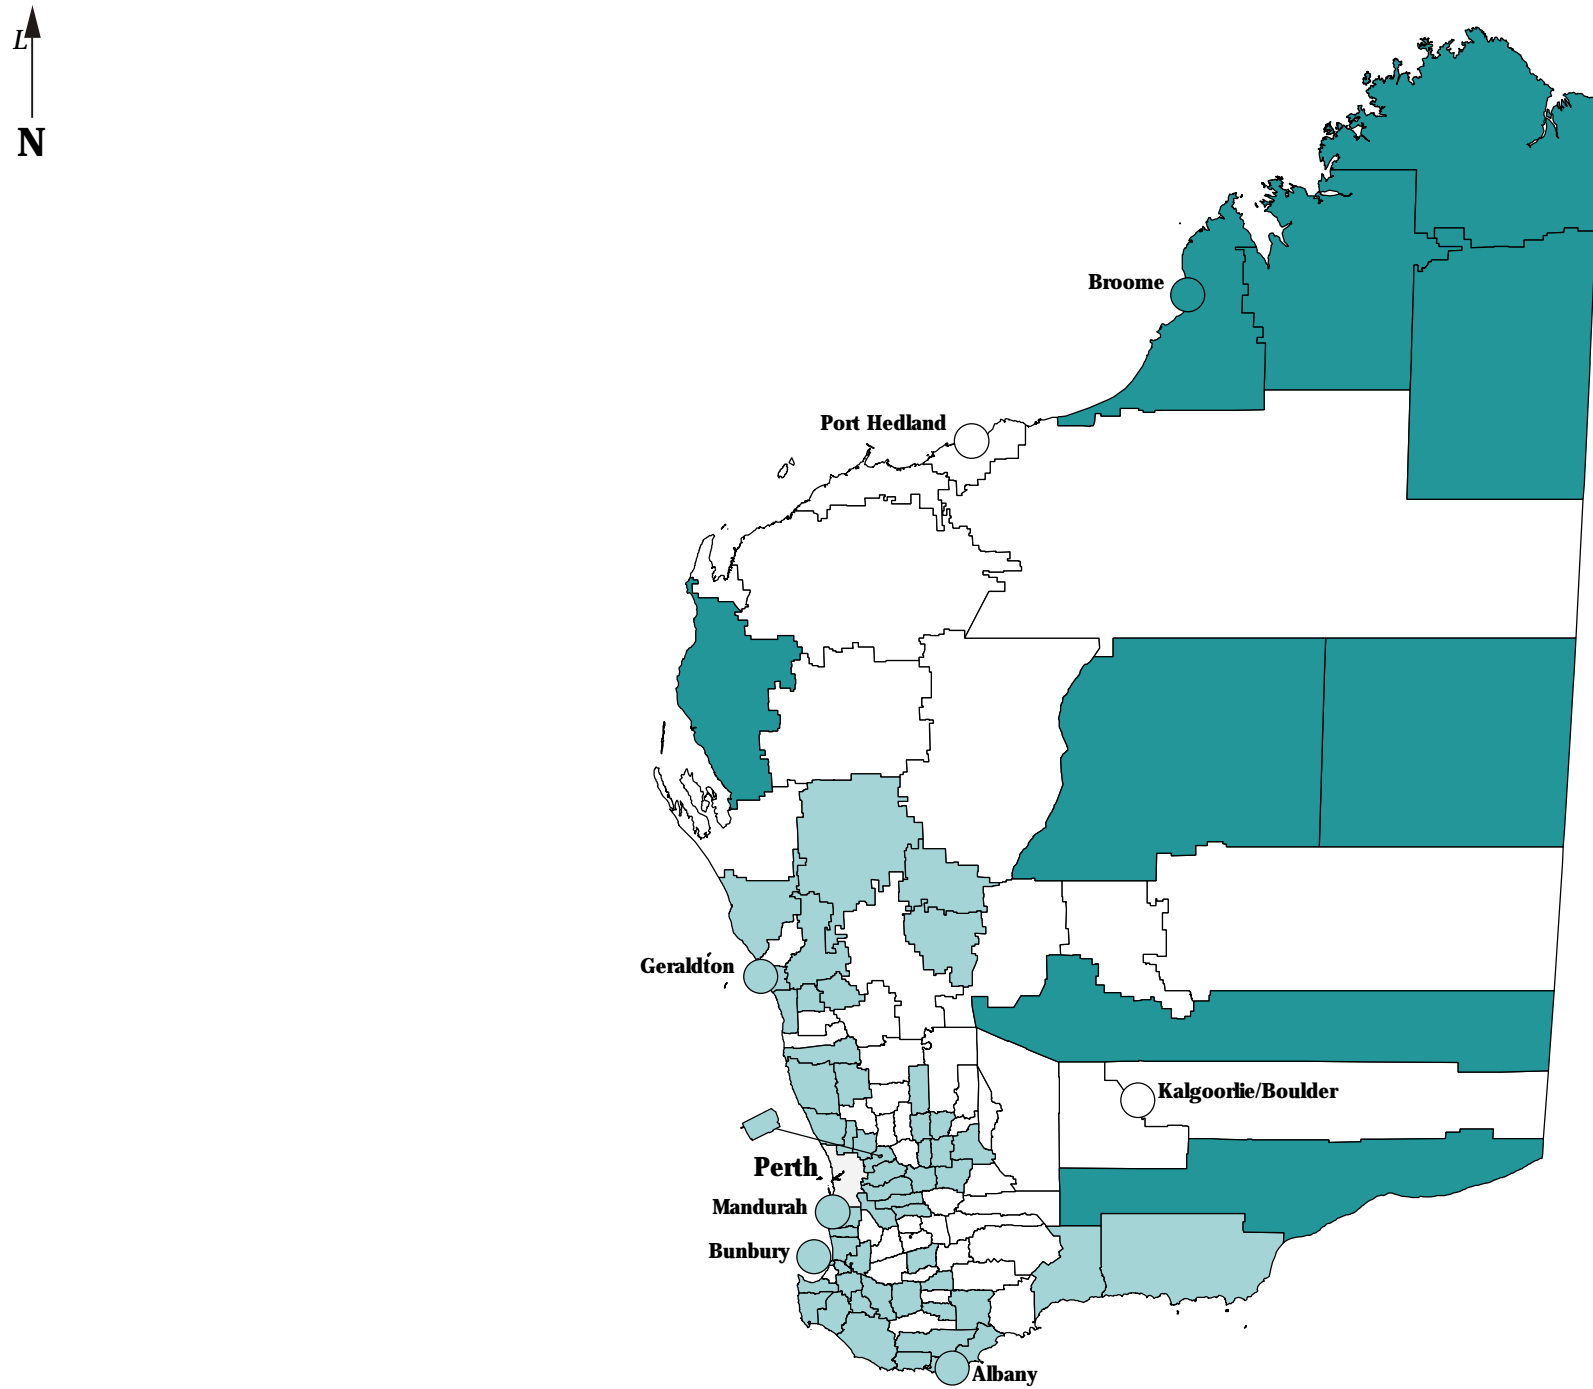 L
N
Broome
Port Hedland
Geraldton
Kalgoorlie/Boulder
Perth
Mandurah
Bunbury
Albany